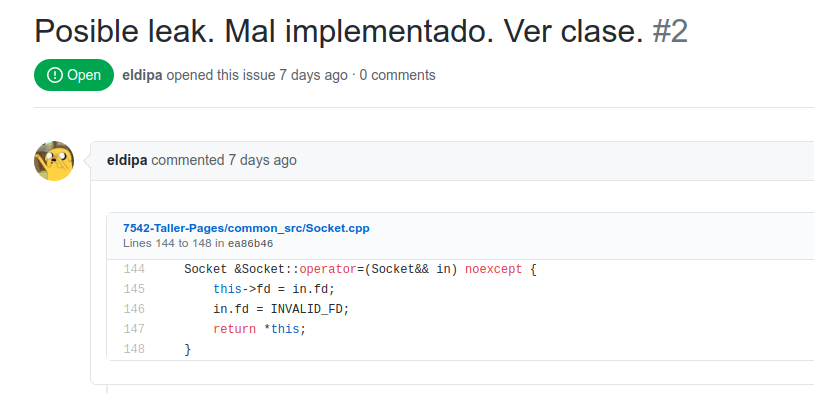 Posible leak. Mal implementado. Ver clase. #2
Open eldipa opened this issue 7 days ago · 0 comments
eldipa commented 7 days ago
7542-Taller-Pages/common_src/Socket.cpp
Lines 144 to 148 in ea86b46
144 Socket &Socket::operator=(Socket&& in) noexcept {
145 this->fd = in.fd;
146 in.fd = INVALID_FD;
147 return *this;
148 }